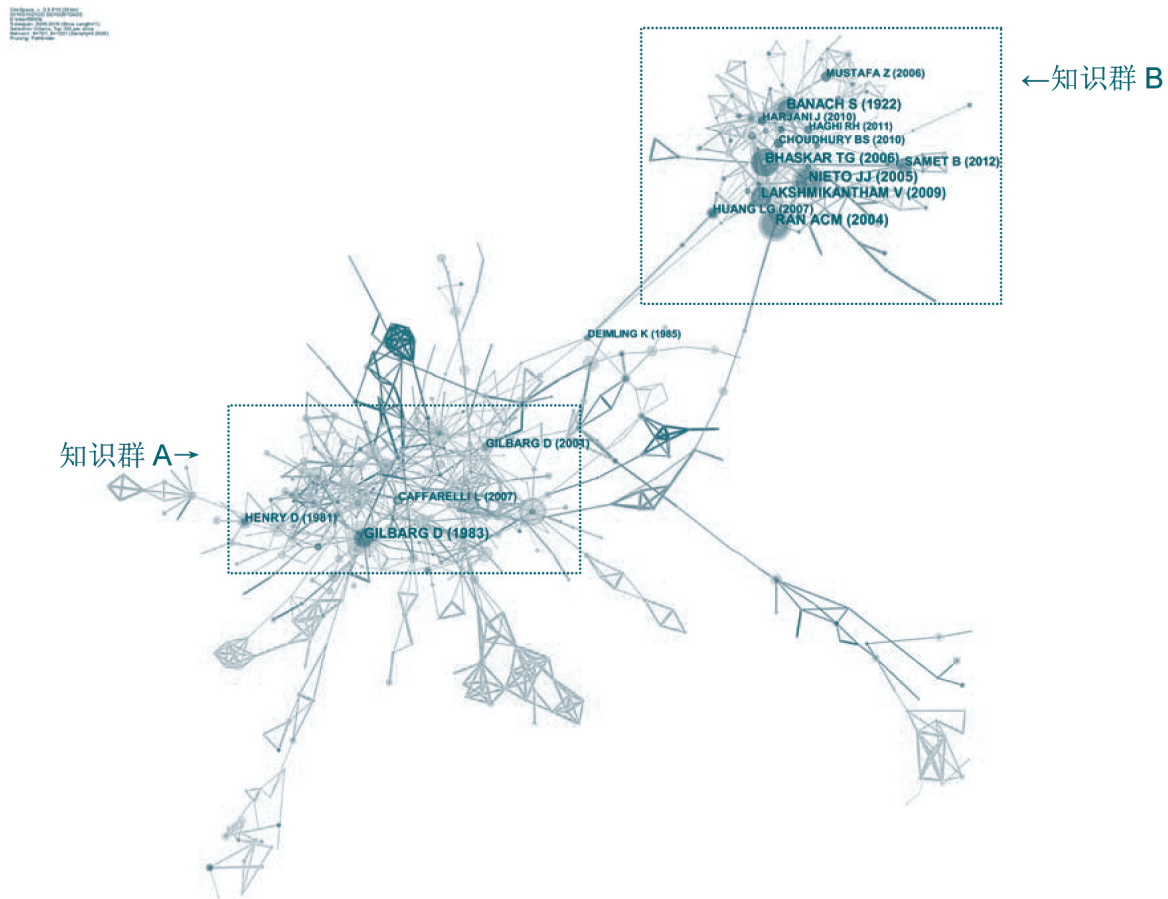 MUSTAFA Z (2006)
←知识群 B
BANACH S (1922)
HARJANI J (2010)
HAGHI RH (2011)
CHOUDHURY BS (2010)
BHASKAR TG (2006)
SAMET B (2012)
NIETO JJ (2005)
LAKSHMIKANTHAM V (2009)
HUANG LG (2007)
RAN ACM (2004)
DEIMLING K (1985)
GILBARG D (2001)
知识群 A→
CAFFARELLI L (2007)
HENRY D (1981)
GILBARG D (1983)